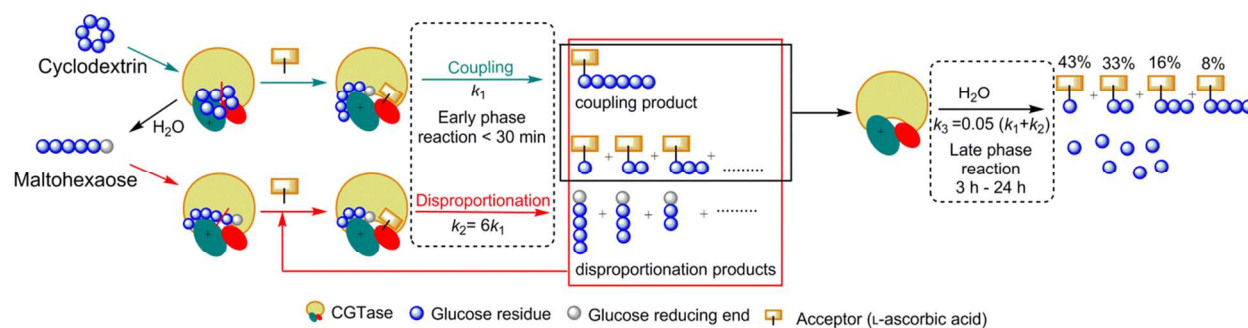 Cyclodextrin
H₂O
Maltohexaose
Acceptor
Coupling
k₁
Early phase
reaction < 30 min
Disproportionation
k₂= 6k₁
coupling product
+ + + .........
+ + + ........
disproportionation products
H₂O
k₃ =0.05 (k₁+k₂)
Late phase
reaction
3 h - 24 h
43% 33% 16% 8%
+ + +
CGTase
Glucose residue
Glucose reducing end
Acceptor (L-ascorbic acid)